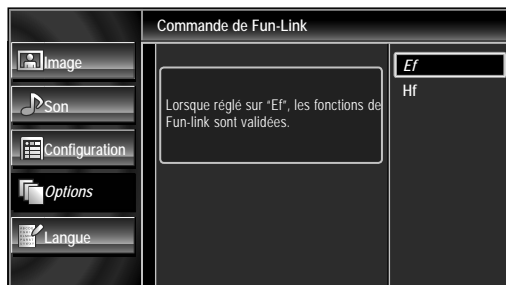 Commande de Fun-Link
Image
Son
Configuration
Options
Langue
Lorsque réglé sur "Ef", les fonctions de
Fun-link sont validées.
Ef
Hf